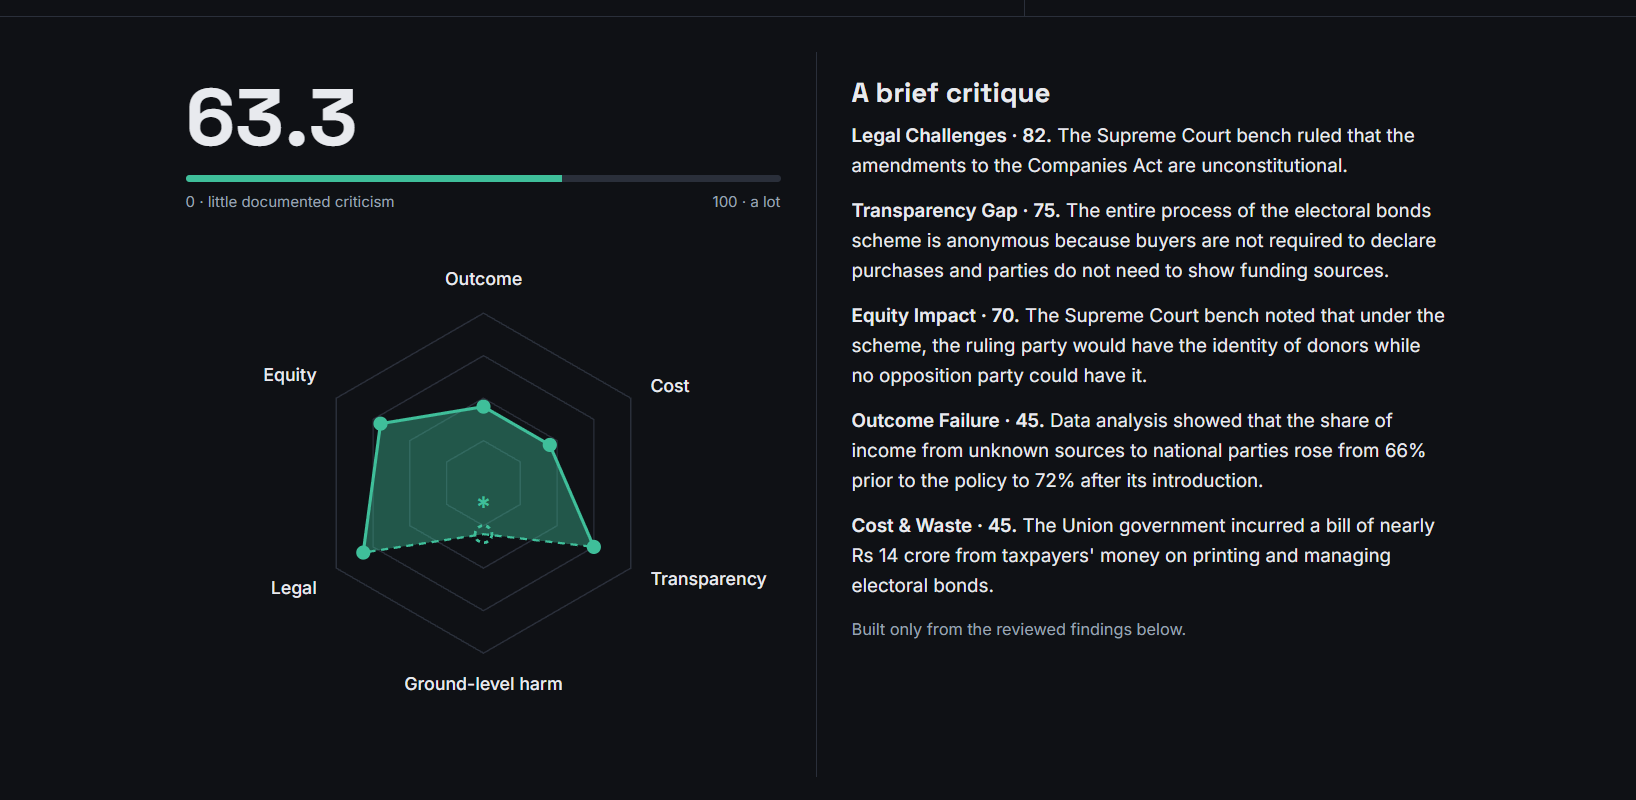 63.3
0 · little documented criticism
100 · a lot
Outcome
Equity
Cost
*
Legal
Transparency
Ground-level harm
A brief critique
Legal Challenges · 82. The Supreme Court bench ruled that the
amendments to the Companies Act are unconstitutional.
Transparency Gap · 75. The entire process of the electoral bonds
scheme is anonymous because buyers are not required to declare
purchases and parties do not need to show funding sources.
Equity Impact · 70. The Supreme Court bench noted that under the
scheme, the ruling party would have the identity of donors while
no opposition party could have it.
Outcome Failure · 45. Data analysis showed that the share of
income from unknown sources to national parties rose from 66%
prior to the policy to 72% after its introduction.
Cost & Waste · 45. The Union government incurred a bill of nearly
Rs 14 crore from taxpayers' money on printing and managing
electoral bonds.
Built only from the reviewed findings below.